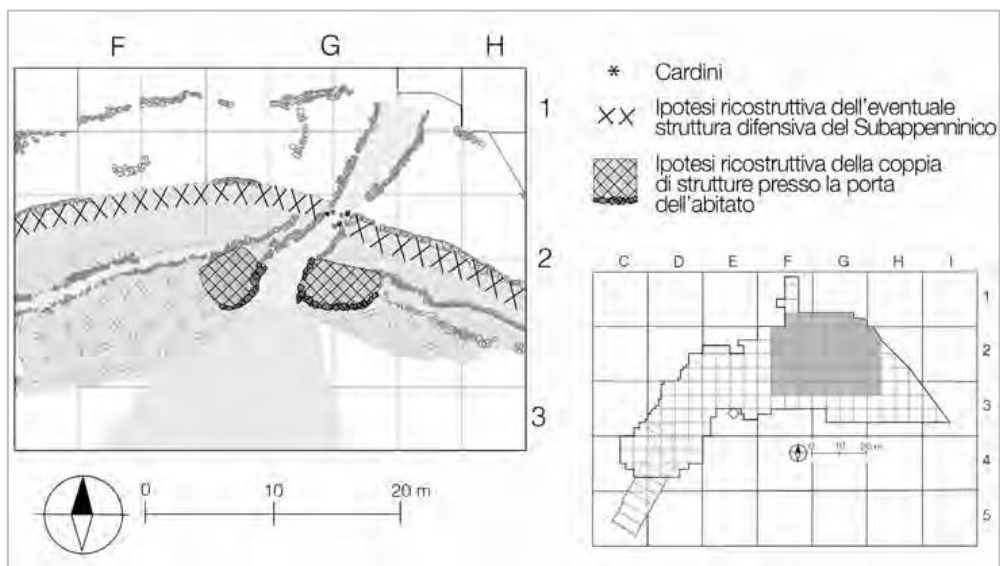 F G H
1
2
3
* Cardini
Ipotesi ricostruttiva dell'eventuale
struttura difensiva del Subappenninico
Ipotesi ricostruttiva della coppia
di strutture presso la porta
dell'abitato
C D E F G H I
1
2
3
4
5
0 10 20 m
0 10 20 m